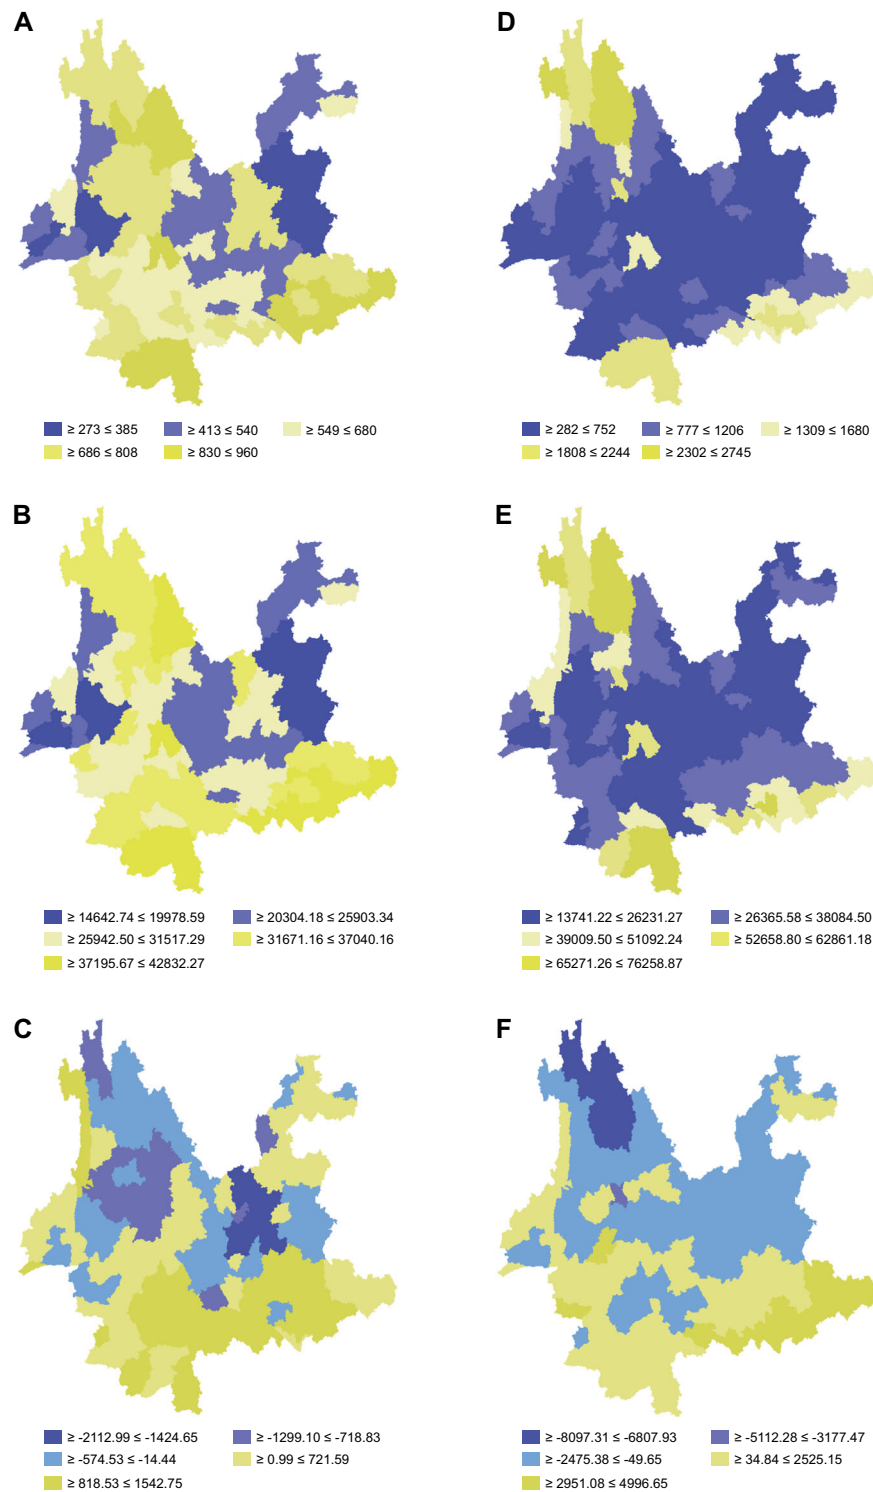 A
≥ 273 ≤ 385 ≥ 413 ≤ 540 ≥ 549 ≤ 680
≥ 686 ≤ 808 ≥ 830 ≤ 960
D
≥ 282 ≤ 752 ≥ 777 ≤ 1206 ≥ 1309 ≤ 1680
≥ 1808 ≤ 2244 ≥ 2302 ≤ 2745
B
≥ 14642.74 ≤ 19978.59 ≥ 20304.18 ≤ 25903.34
≥ 25942.50 ≤ 31517.29 ≥ 31671.16 ≤ 37040.16
≥ 37195.67 ≤ 42832.27
E
≥ 13741.22 ≤ 26231.27 ≥ 26365.58 ≤ 38084.50
≥ 39009.50 ≤ 51092.24 ≥ 52658.80 ≤ 62861.18
≥ 65271.26 ≤ 76258.87
C
≥ -2112.99 ≤ -1424.65 ≥ -1299.10 ≤ -718.83
≥ -574.53 ≤ -14.44 ≥ 0.99 ≤ 721.59
≥ 818.53 ≤ 1542.75
F
≥ -8097.31 ≤ -6807.93 ≥ -5112.28 ≤ -3177.47
≥ -2475.38 ≤ -49.65 ≥ 34.84 ≤ 2525.15
≥ 2951.08 ≤ 4996.65